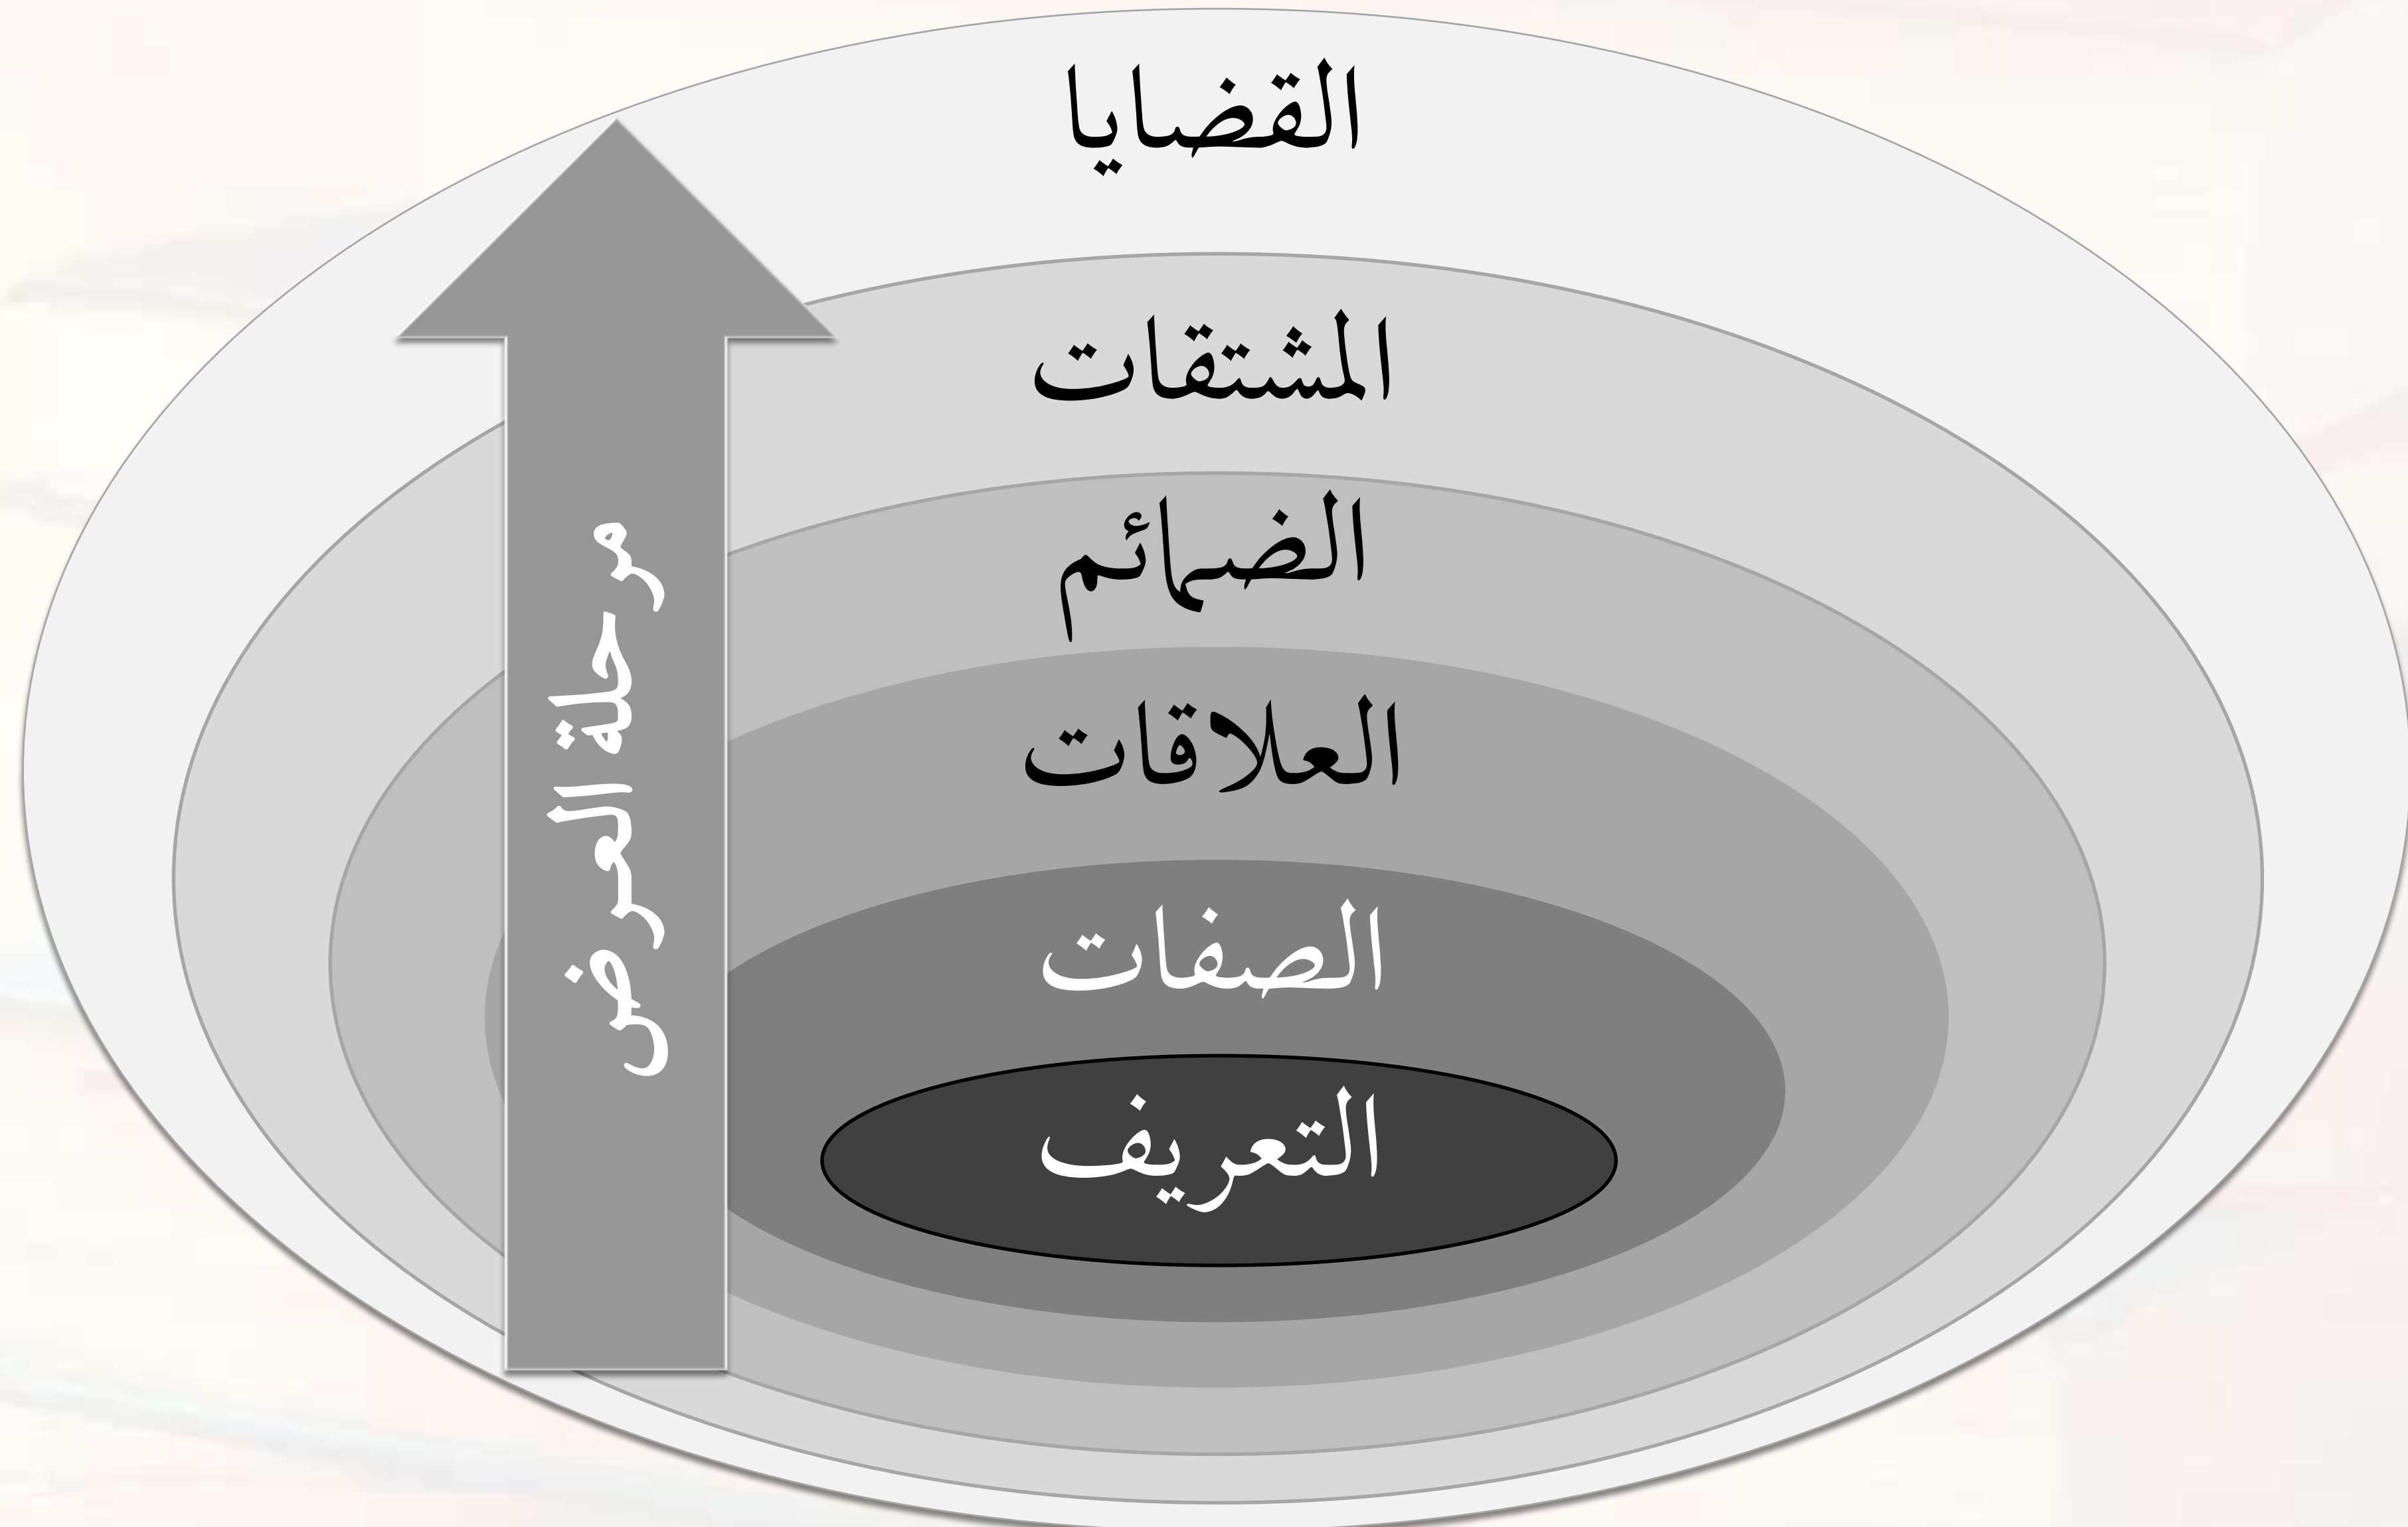 القضايا
المشتقات
الضمائم
العلاقات
الصفات
التعريف
مرحلة العرض